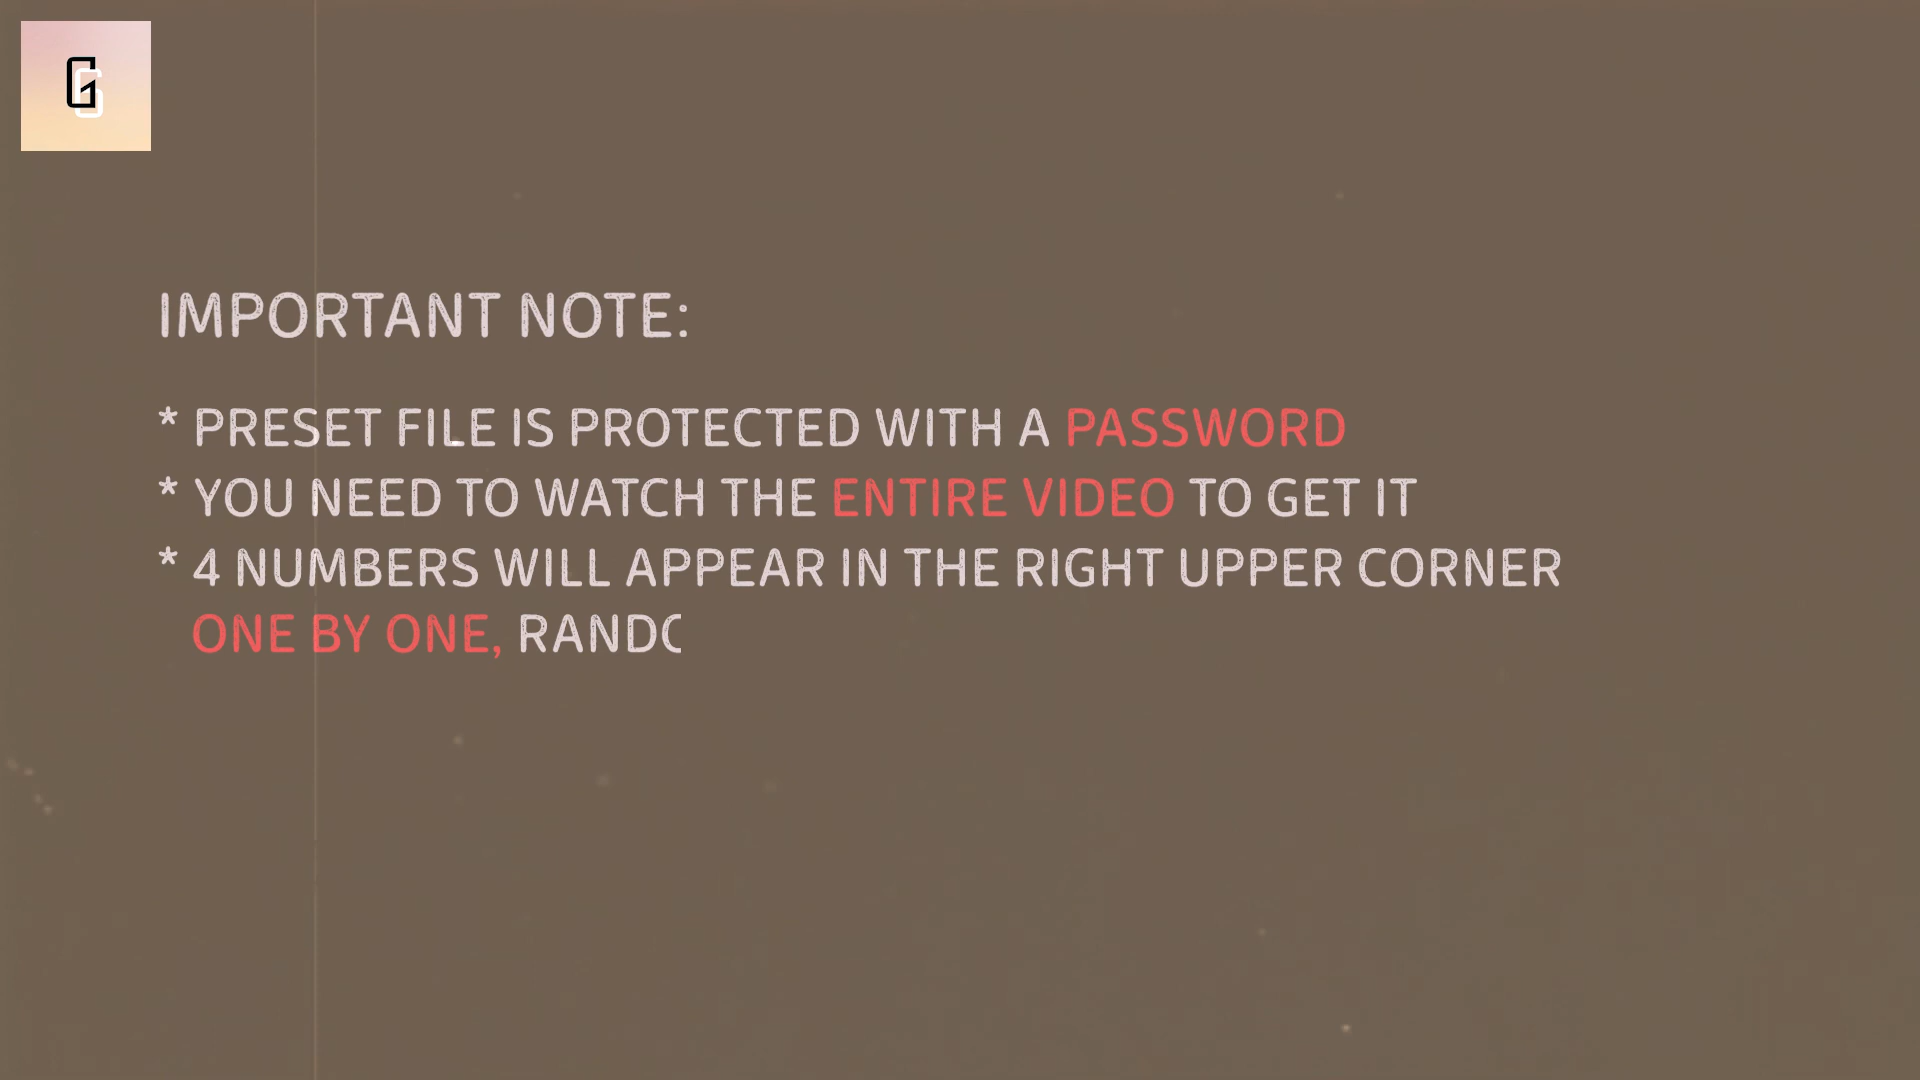 IMPORTANT NOTE:
* PRESET FILE IS PROTECTED WITH A PASSWORD
* YOU NEED TO WATCH THE ENTIRE VIDEO TO GET IT
* 4 NUMBERS WILL APPEAR IN THE RIGHT UPPER CORNER
ONE BY ONE,